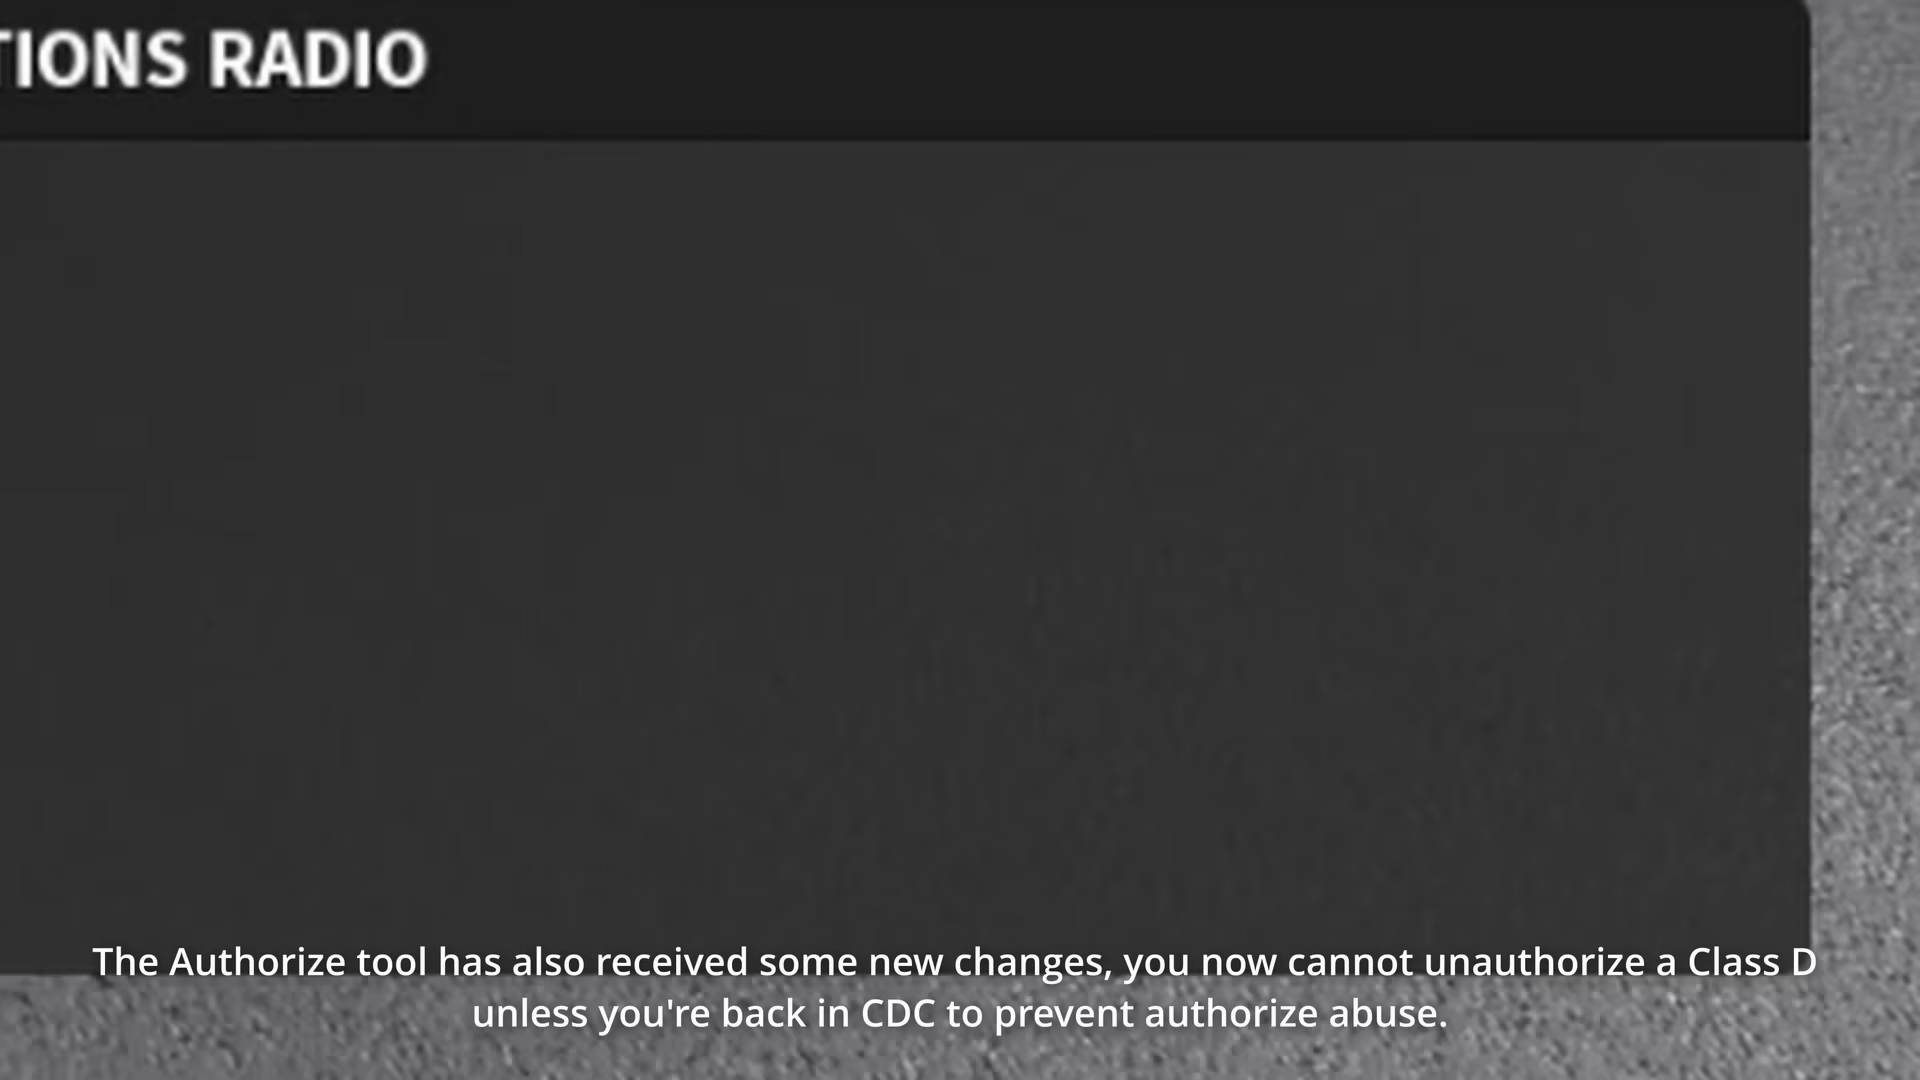 TIONS RADIO
The Authorize tool has also received some new changes, you now cannot unauthorize a Class D
unless you're back in CDC to prevent authorize abuse.